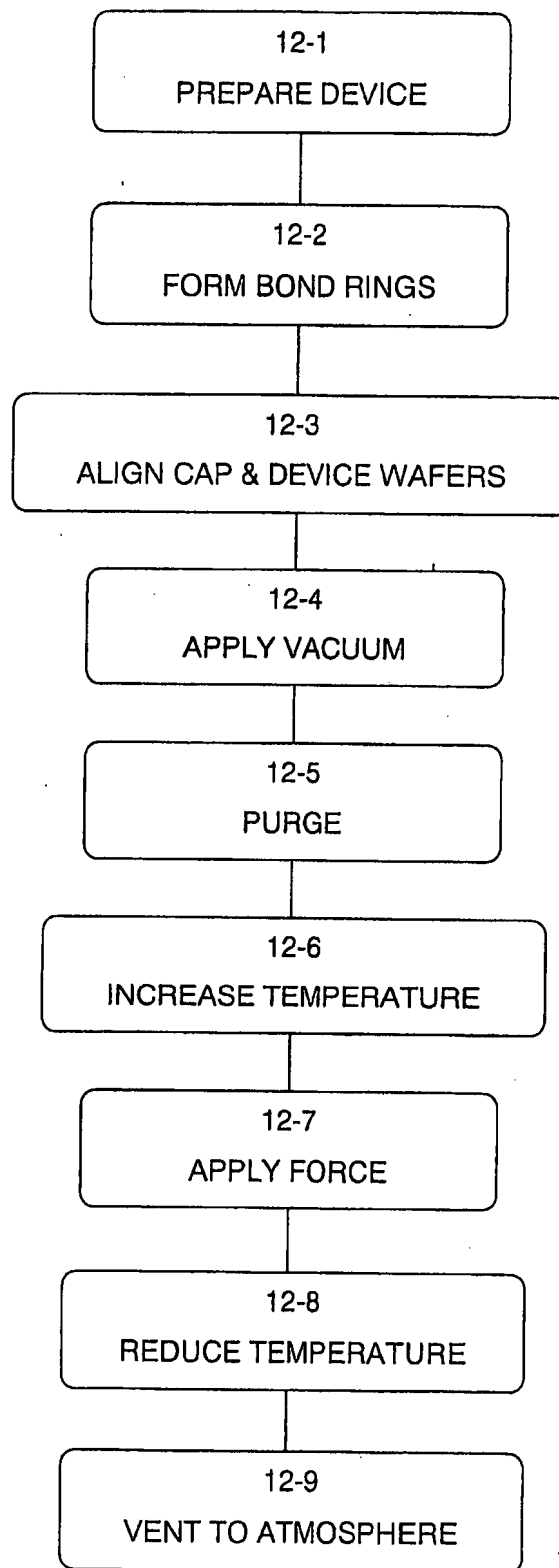 12-1
PREPARE DEVICE
12-2
FORM BOND RINGS
12-3
ALIGN CAP & DEVICE WAFERS
12-4
APPLY VACUUM
12-5
PURGE
12-6
INCREASE TEMPERATURE
12-7
APPLY FORCE
12-8
REDUCE TEMPERATURE
12-9
VENT TO ATMOSPHERE